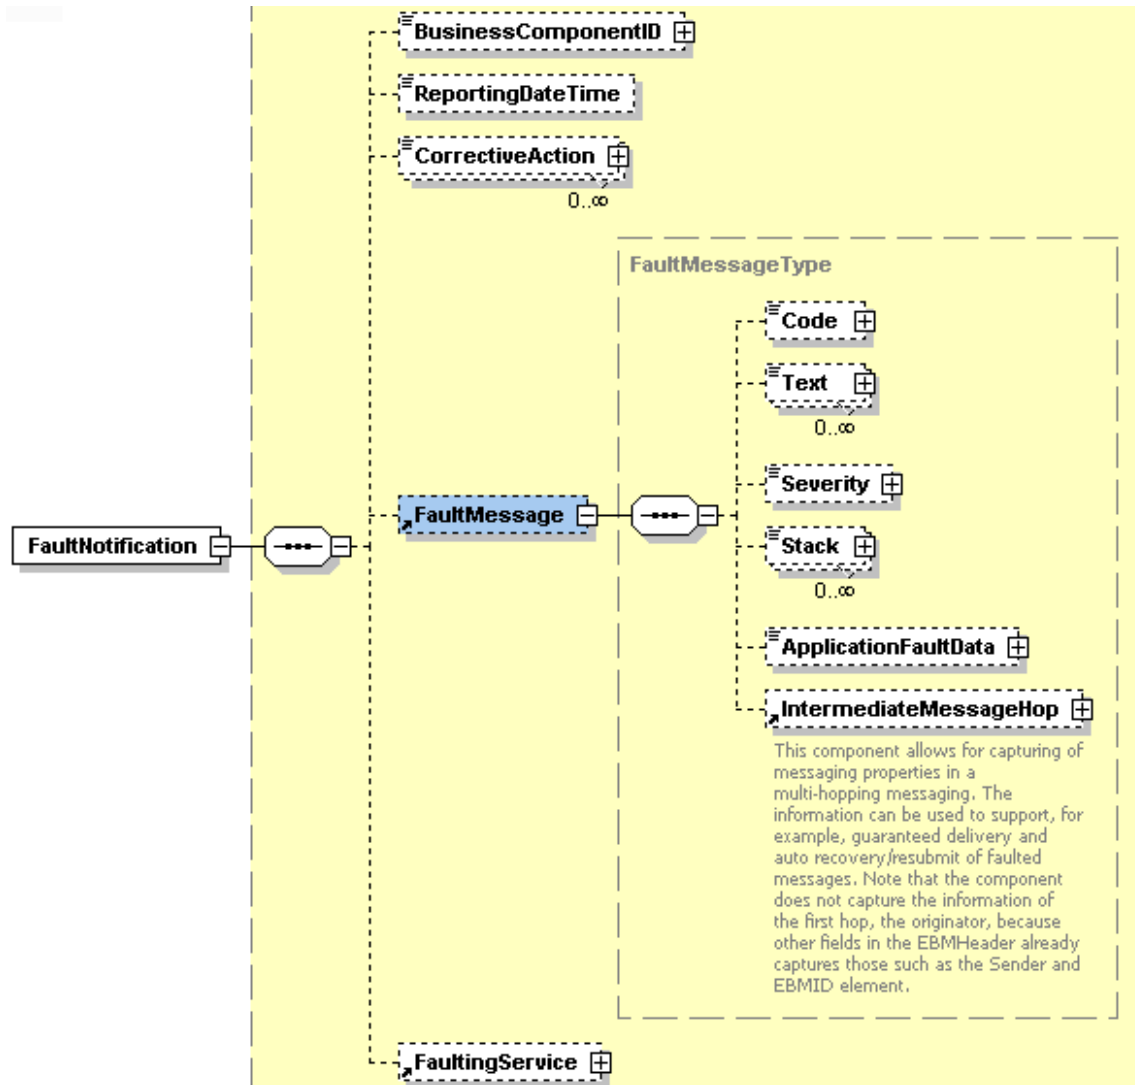 BusinessComponentID
ReportingDateTime
CorrectiveAction
0..∞
FaultMessageType
Code
Text
0..∞
Severity
FaultMessage
FaultNotification
Stack
0..∞
ApplicationFaultData
IntermediateMessageHop
This component allows for capturing of
messaging properties in a
multi-hopping messaging. The
information can be used to support, for
example, guaranteed delivery and
auto recovery/resubmit of faulted
messages. Note that the component
does not capture the information of
the first hop, the originator, because
other fields in the EBMHeader already
captures those such as the Sender and
EBMID element.
FaultingService